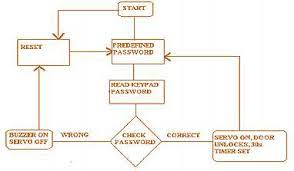 START
RESET
PREDEFINED
PASSWORD
READ KEYPAD
PASSWORD
BUZZER ON
SERVO OFF
WRONG
CHECK
PASSWORD
CORRECT
SERVO ON, DOOR
UNLOCKS, 30s
TIMER SET